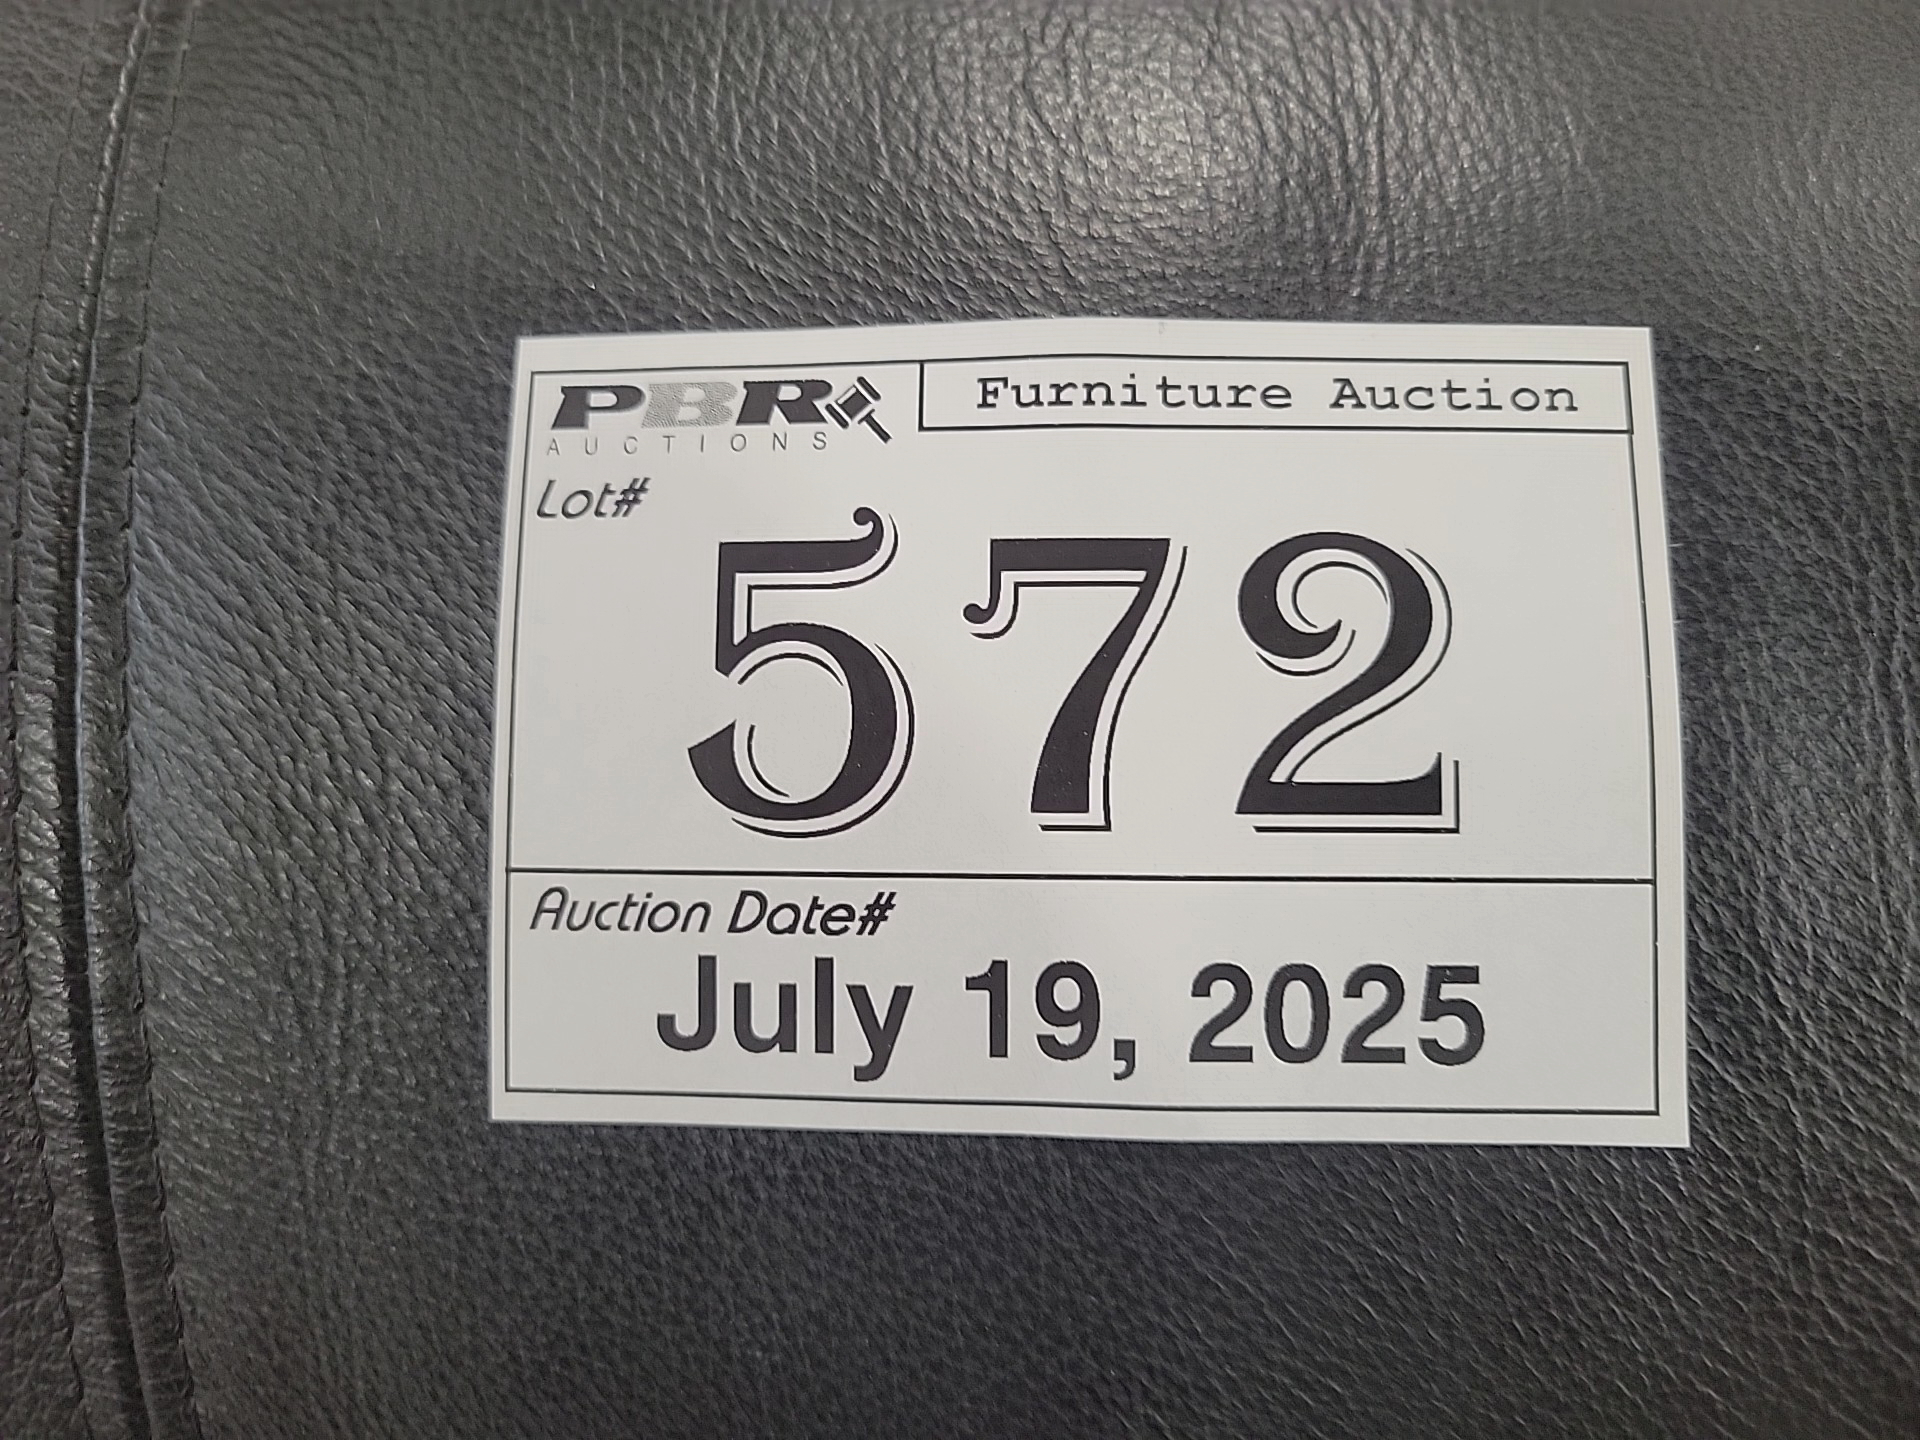 PBR
AUCTIONS
Furniture Auction
Lot#
572
Auction Date#
July 19, 2025